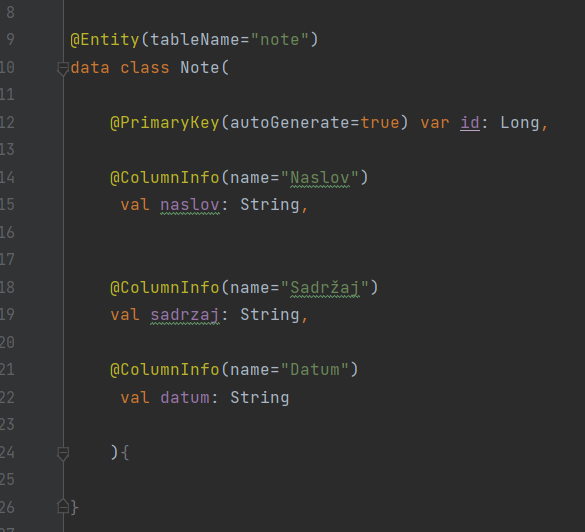 8
9 @Entity(tableName="note")
10 data class Note(
11
12 @PrimaryKey(autoGenerate=true) var id: Long,
13
14 @ColumnInfo(name="Naslov")
15 val naslov: String,
16
17
18 @ColumnInfo(name="Sadržaj")
19 val sadrzaj: String,
20
21 @ColumnInfo(name="Datum")
22 val datum: String
23
24 ){
25
26 }